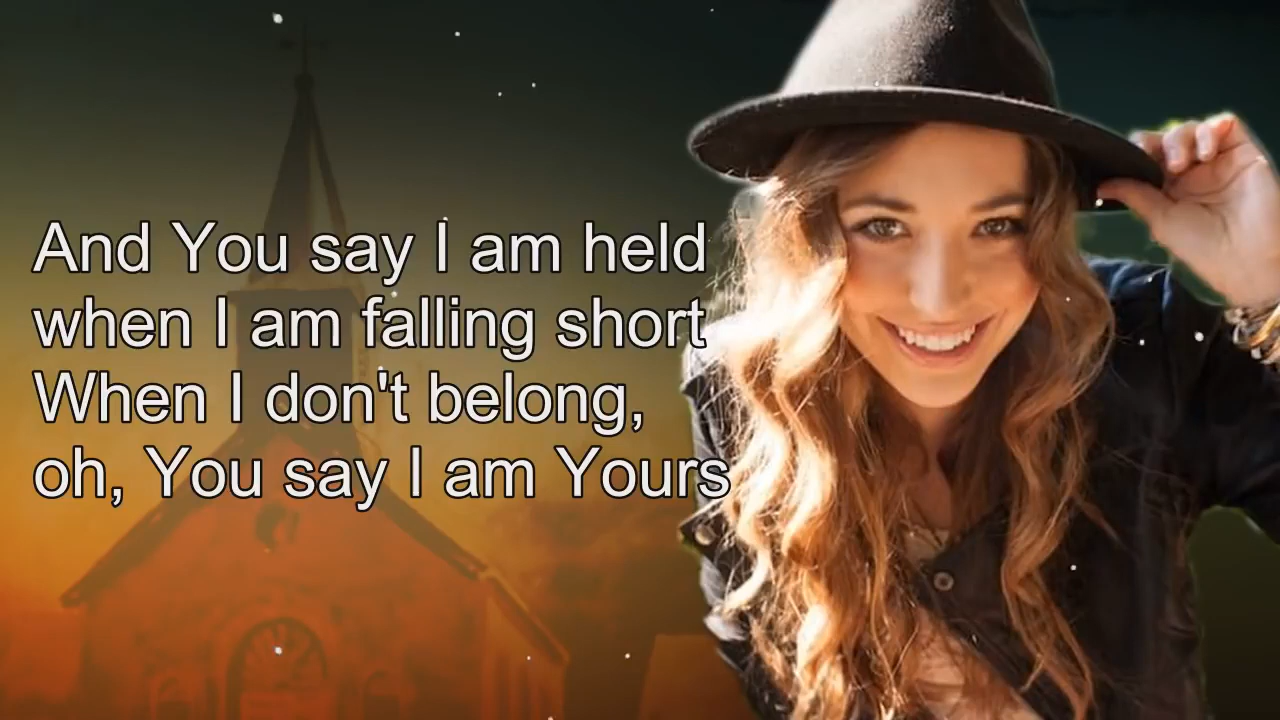 And You say I am held
when I am falling short
When I don't belong,
oh, You say I am Yours